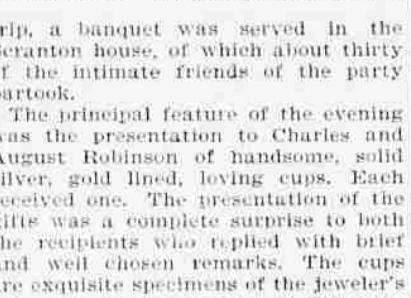 rip, a banquet was served in the
Scranton house, of which about thirty
of the intimate friends of the party
partook.
The principal feature of the evening
was the presentation to Charles and
August Robinson of handsome, solid
silver, gold lined, loving cups. Each
received one. The presentation of the
gifts was a complete surprise to both
the recipients who replied with brief
and well chosen remarks. The cups
are exquisite specimens of the jeweler's